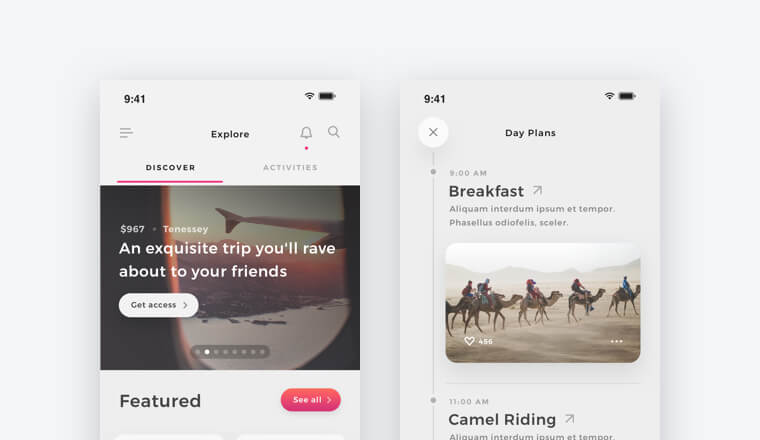 9:41
Explore
DISCOVER
ACTIVITIES
$967 • Tenessey
An exquisite trip you'll rave
about to your friends
Get access
Featured
See all
9:41
Day Plans
9:00 AM
Breakfast
Aliquam interdum ipsum et tempor.
Phasellus odiofelis, sceler.
456
11:00 AM
Camel Riding
Aliquam interdum ipsum et tempor.